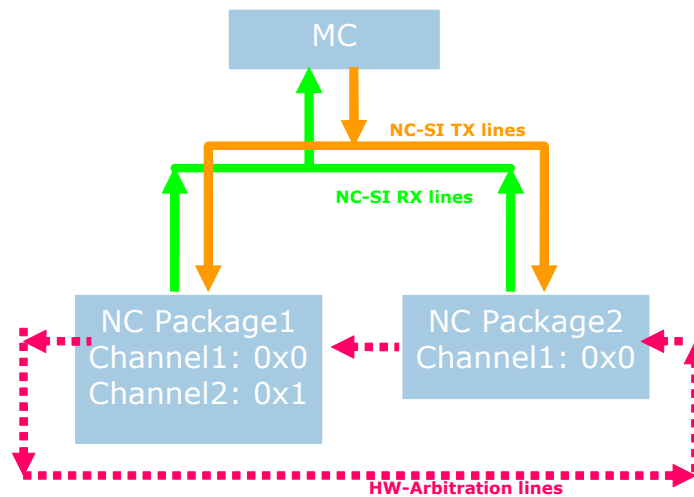 MC
NC-SI TX lines
NC-SI RX lines
NC Package1
Channel1: 0x0
Channel2: 0x1
NC Package2
Channel1: 0x0
HW-Arbitration lines